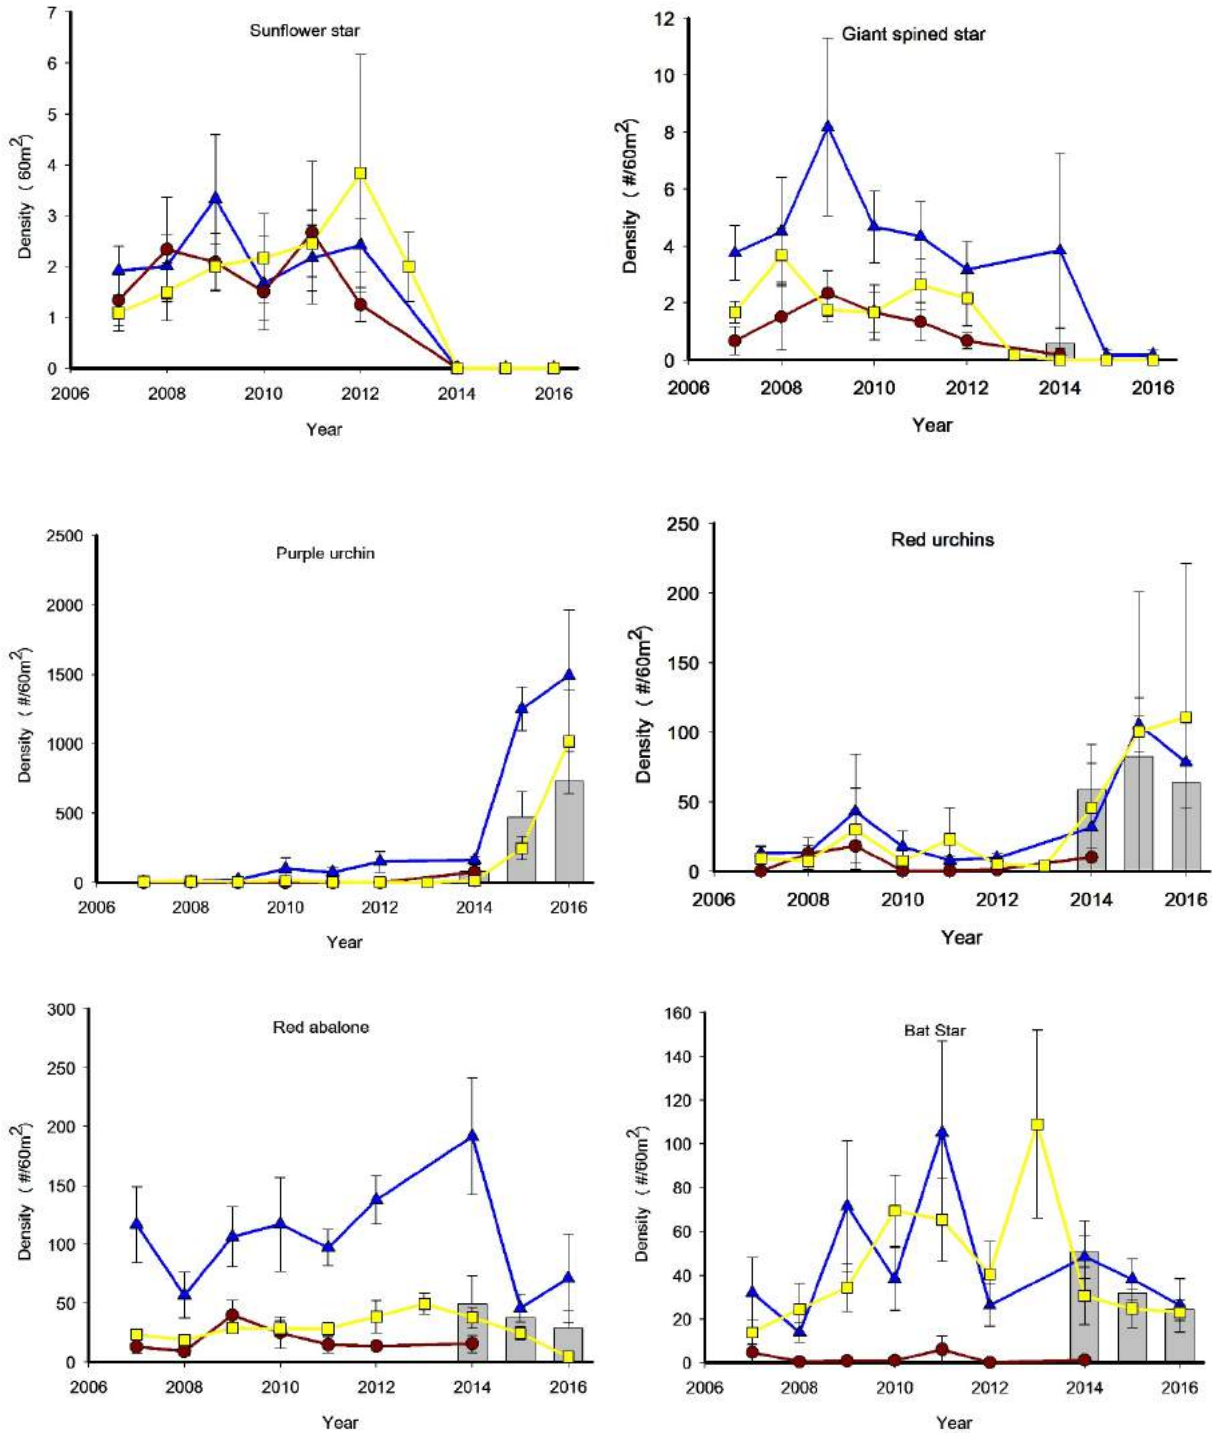 Sunflower star
7
6
5
4
3
2
1
0
Density ( 60m²)
2006 2008 2010 2012 2014 2016
Year
Giant spined star
12
10
8
6
4
2
0
Density ( #/60m²)
2006 2008 2010 2012 2014 2016
Year
Purple urchin
2500
2000
1500
1000
500
0
Density ( #/60m²)
2006 2008 2010 2012 2014 2016
Year
Red urchins
250
200
150
100
50
0
Density ( #/60m²)
2006 2008 2010 2012 2014 2016
Year
Red abalone
300
250
200
150
100
50
0
Density ( #/60m²)
2006 2008 2010 2012 2014 2016
Year
Bat Star
160
140
120
100
80
60
40
20
0
Density ( #/60m²)
2006 2008 2010 2012 2014 2016
Year